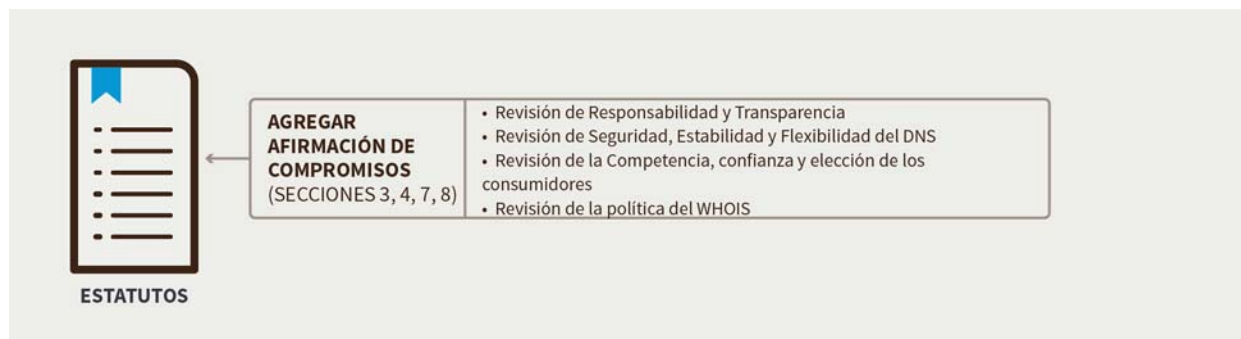 AGREGAR
AFIRMACIÓN DE
COMPROMISOS
(SECCIONES 3, 4, 7, 8)
• Revisión de Responsabilidad y Transparencia
• Revisión de Seguridad, Estabilidad y Flexibilidad del DNS
• Revisión de la Competencia, confianza y elección de los
consumidores
• Revisión de la política del WHOIS
ESTATUTOS